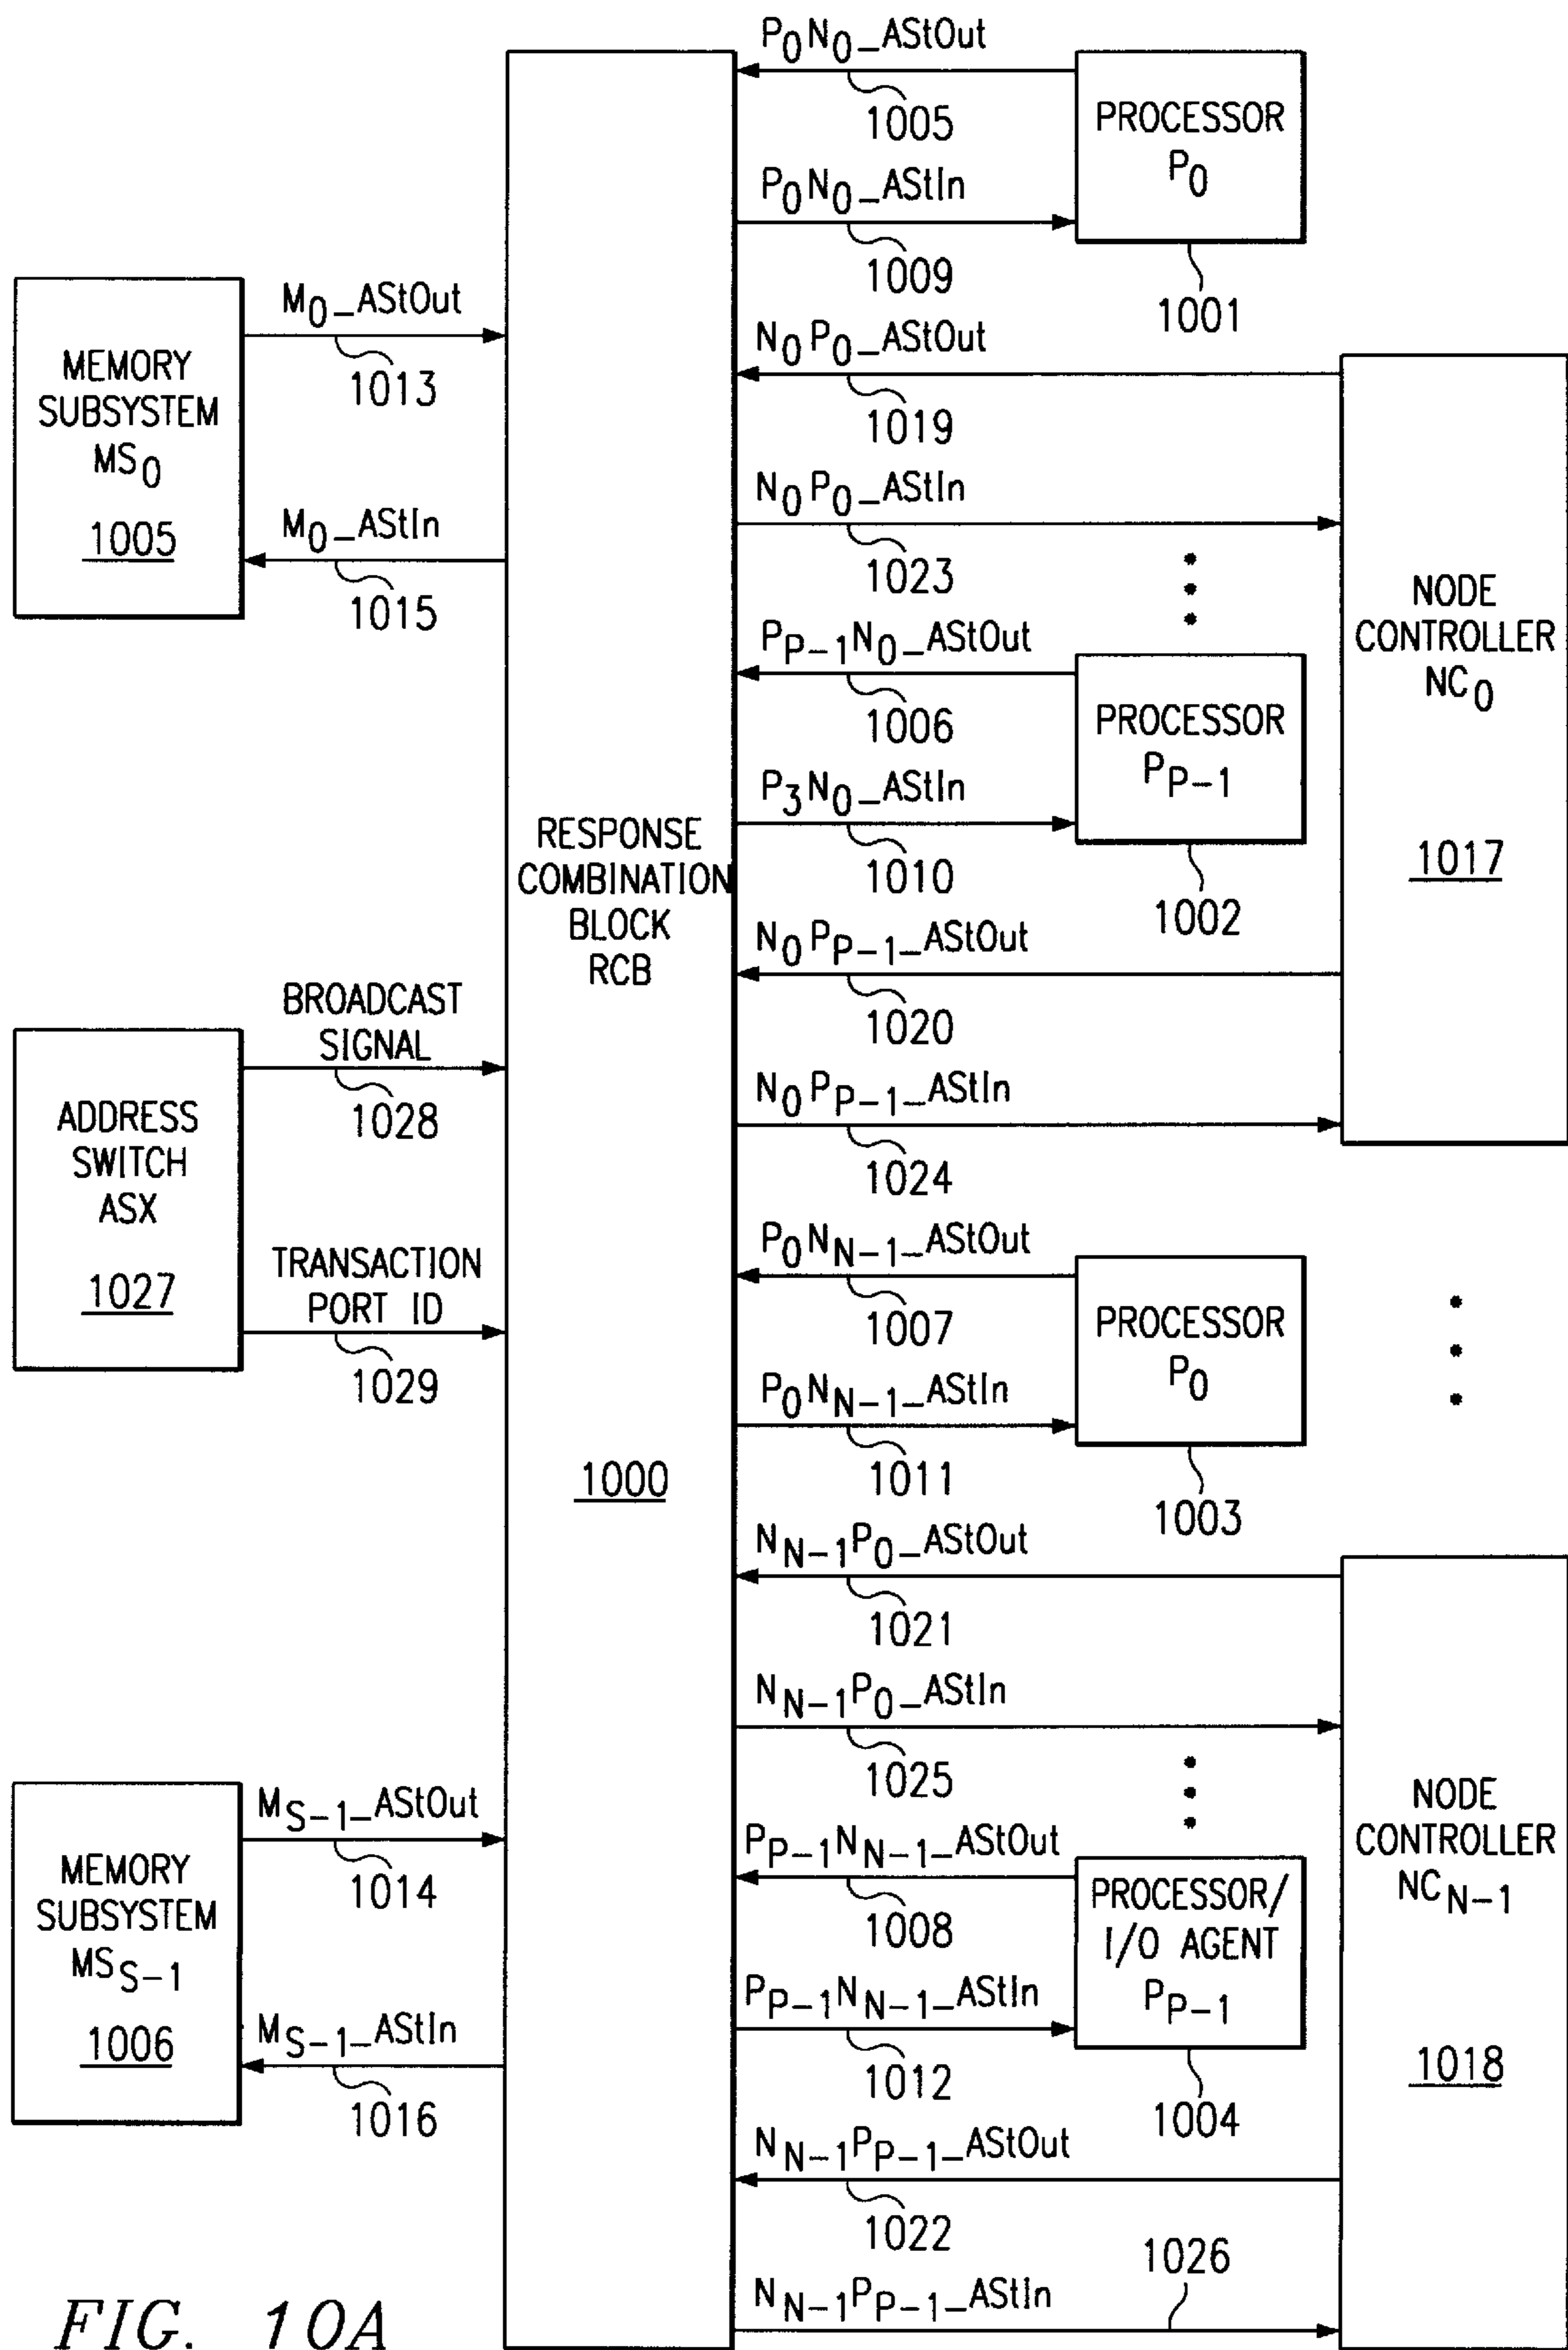 P0N0_AStOut
1005
P0N0_AStIn
1009
PROCESSOR
P0
1001
M0_AStOut
1013
MEMORY
SUBSYSTEM
MS0
1005
M0_AStIn
1015
N0P0_AStOut
1019
N0P0_AStIn
1023
PP-1N0_AStOut
1006
P3N0_AStIn
1010
PROCESSOR
PP-1
1002
NODE
CONTROLLER
NC0
1017
RESPONSE
COMBINATION
BLOCK
RCB
1000
N0PP-1_AStOut
1020
N0PP-1_AStIn
1024
BROADCAST
SIGNAL
1028
ADDRESS
SWITCH
ASX
1027
TRANSACTION
PORT ID
1029
P0NN-1_AStOut
1007
P0NN-1_AStIn
1011
PROCESSOR
P0
1003
NN-1P0_AStOut
1021
NN-1P0_AStIn
1025
MS-1_AStOut
1014
MEMORY
SUBSYSTEM
MSS-1
1006
MS-1_AStIn
1016
PP-1NN-1_AStOut
1008
PP-1NN-1_AStIn
1012
PROCESSOR/
I/O AGENT
PP-1
1004
NODE
CONTROLLER
NCN-1
1018
NN-1PP-1_AStOut
1022
NN-1PP-1_AStIn
1026
FIG. 10A